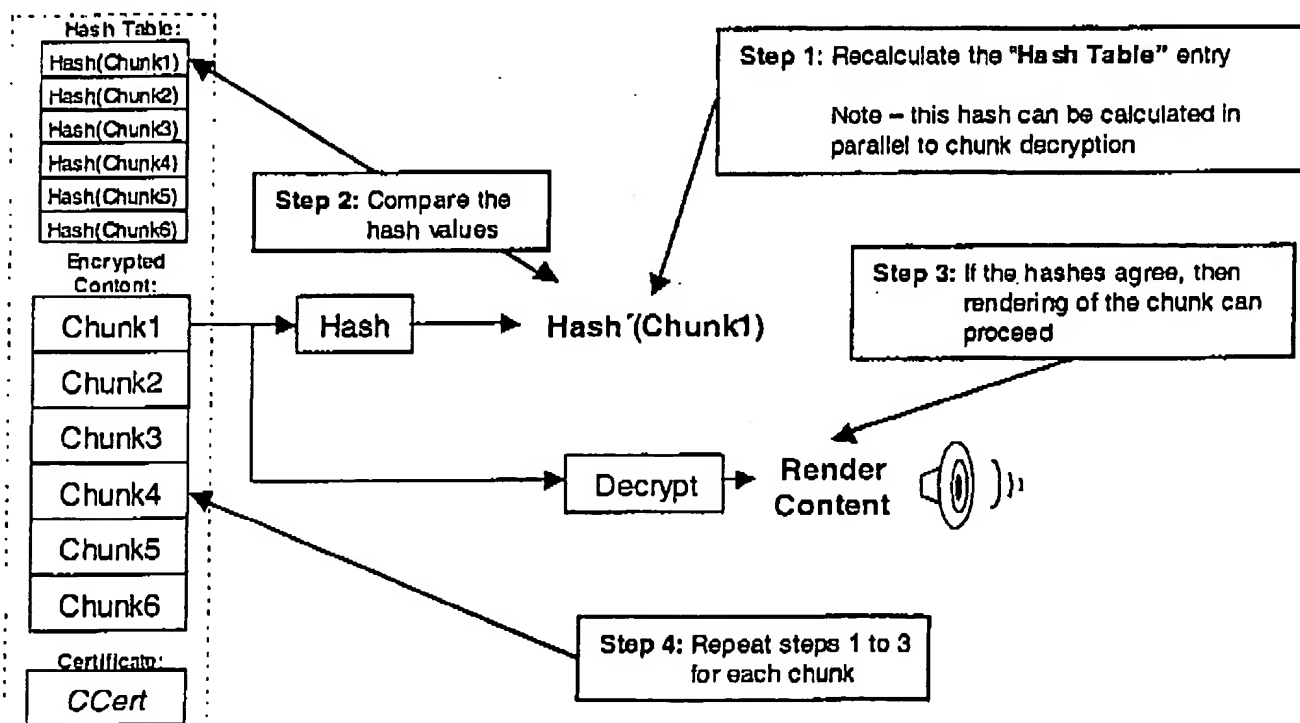 Hash Table:
Hash(Chunk1)
Hash(Chunk2)
Hash(Chunk3)
Hash(Chunk4)
Hash(Chunk5)
Hash(Chunk6)
Encrypted
Content:
Chunk1
Chunk2
Chunk3
Chunk4
Chunk5
Chunk6
Certificate:
CCert
Step 1: Recalculate the "Hash Table" entry
Note – this hash can be calculated in
parallel to chunk decryption
Step 2: Compare the
hash values
Hash
Hash´(Chunk1)
Step 3: If the hashes agree, then
rendering of the chunk can
proceed
Decrypt
Render
Content
Step 4: Repeat steps 1 to 3
for each chunk